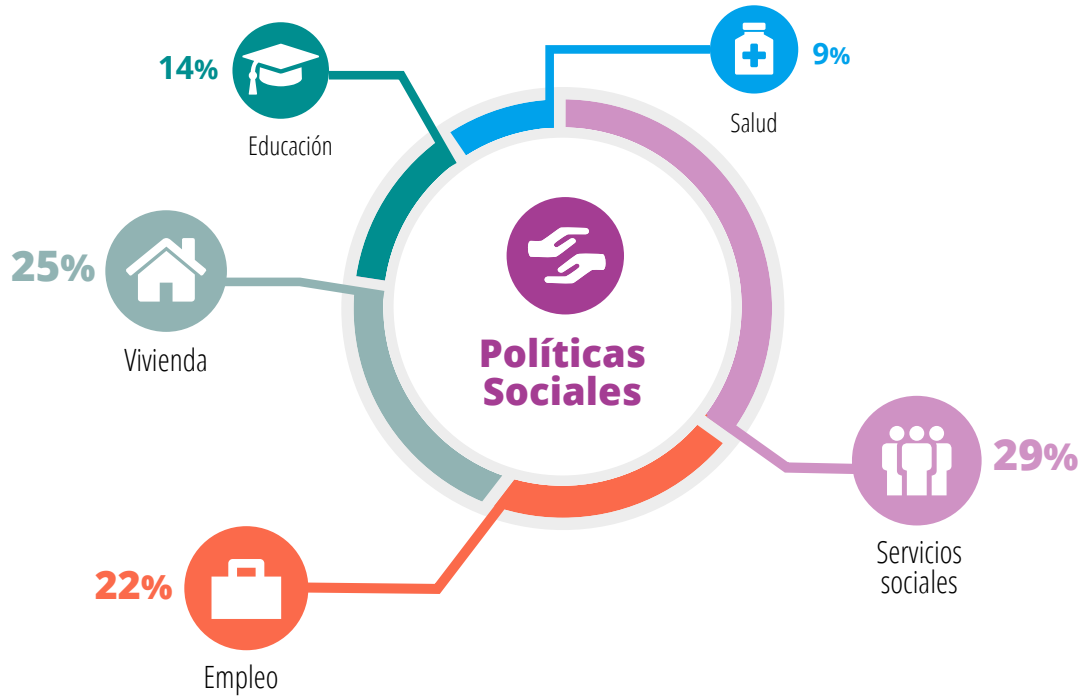 14%
Educación
9%
Salud
25%
Vivienda
Políticas
Sociales
29%
Servicios
sociales
22%
Empleo